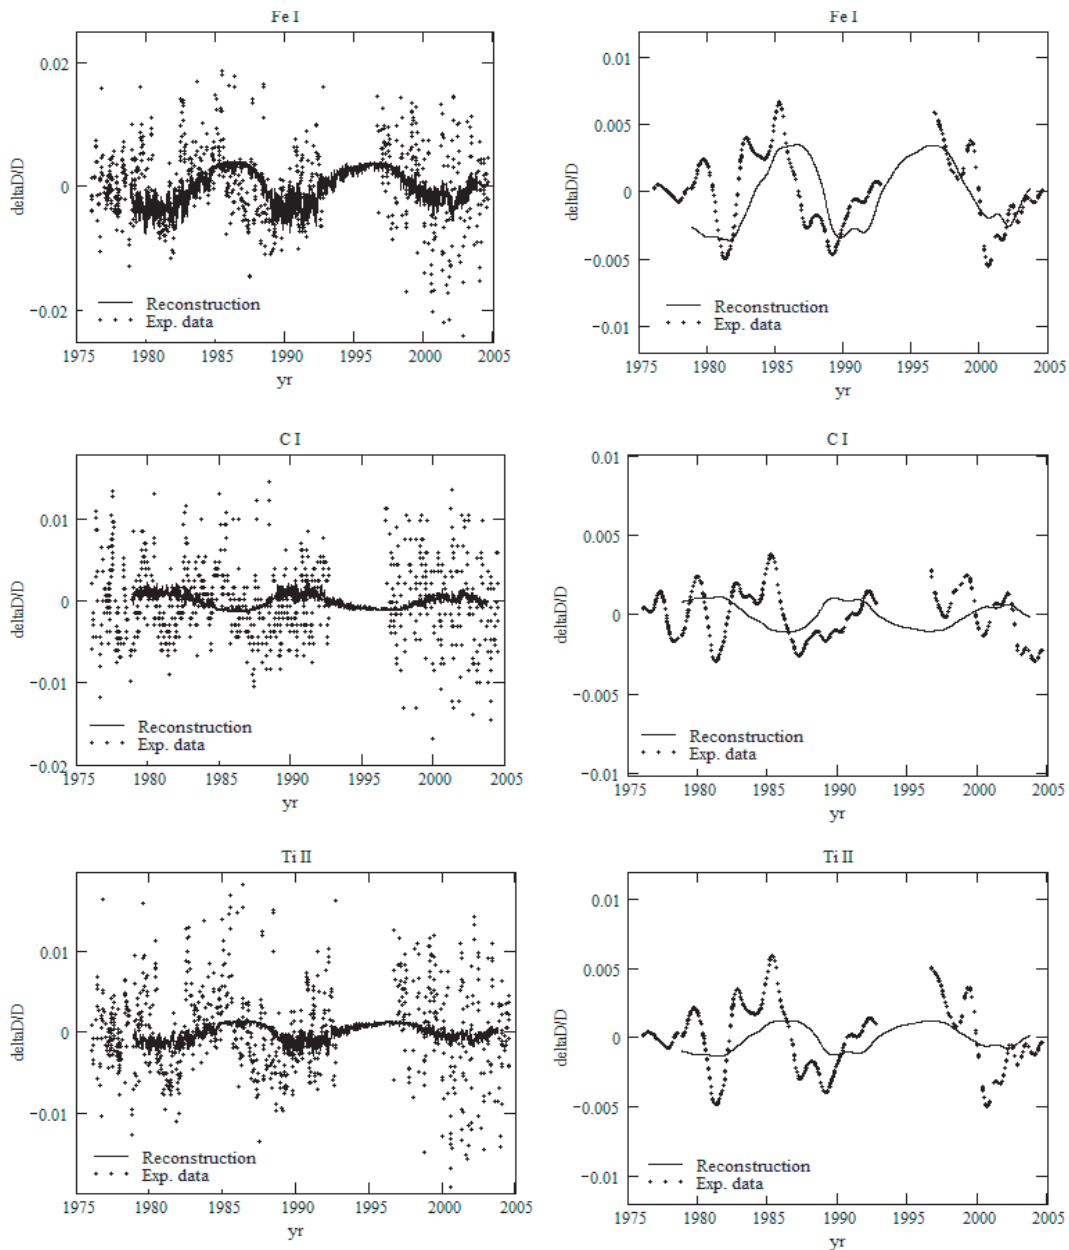 Fe I
0.02
0
−0.02
deltaD/D
Reconstruction
Exp. data
1975 1980 1985 1990 1995 2000 2005
yr
Fe I
0.01
0.005
0
−0.005
−0.01
deltaD/D
Reconstruction
Exp. data
1975 1980 1985 1990 1995 2000 2005
yr
C I
0.01
0
−0.01
−0.02
deltaD/D
Reconstruction
Exp. data
1975 1980 1985 1990 1995 2000 2005
yr
C I
0.01
0.005
0
−0.005
−0.01
deltaD/D
Reconstruction
Exp. data
1975 1980 1985 1990 1995 2000 2005
yr
Ti II
0.01
0
−0.01
deltaD/D
Reconstruction
Exp. data
1975 1980 1985 1990 1995 2000 2005
yr
Ti II
0.01
0.005
0
−0.005
−0.01
deltaD/D
Reconstruction
Exp. data
1975 1980 1985 1990 1995 2000 2005
yr